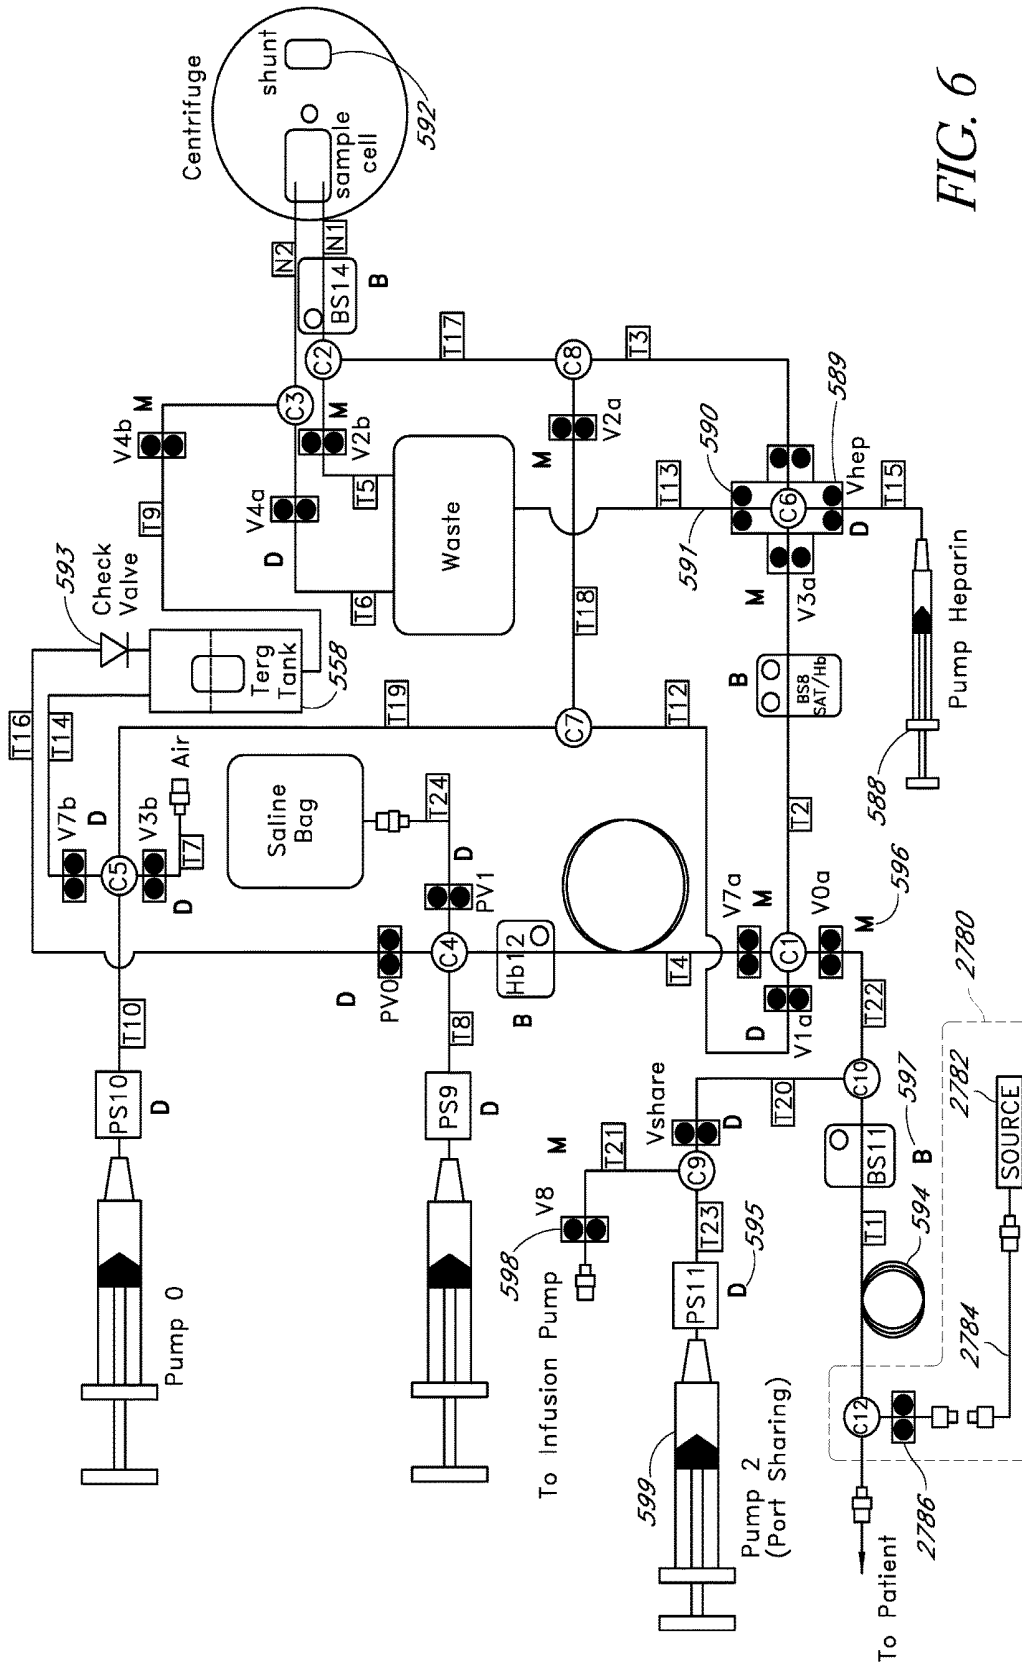 Centrifuge
shunt
592
sample
cell
N2
N1
BS14
B
C2
C3
V4b
M
M
V2b
V4a
D
T9
T5
T6
T17
C8
T3
V2a
M
Waste
593
Check
Valve
Terg
Tank
558
T16
T14
T19
T18
T13
590
589
591
C6
Vhep
D
T15
M
V3a
B
BS8
SAT/Hb
Pump Heparin
588
C7
T12
Air
V7b
D
C5
V3b
D
T7
Saline
Bag
T24
D
PV1
C4
PV0
D
Hb12
B
T4
T2
V7a
M
C1
V0a
M
596
V1a
D
T22
T10
PS10
D
Pump 0
T8
PS9
D
Vshare
D
T20
C10
C9
T21
M
V8
598
To Infusion Pump
T23
PS11
D
595
599
Pump 2
(Port Sharing)
BS11
B
597
T1
594
C12
2786
2784
SOURCE
2782
2780
To Patient
FIG. 6